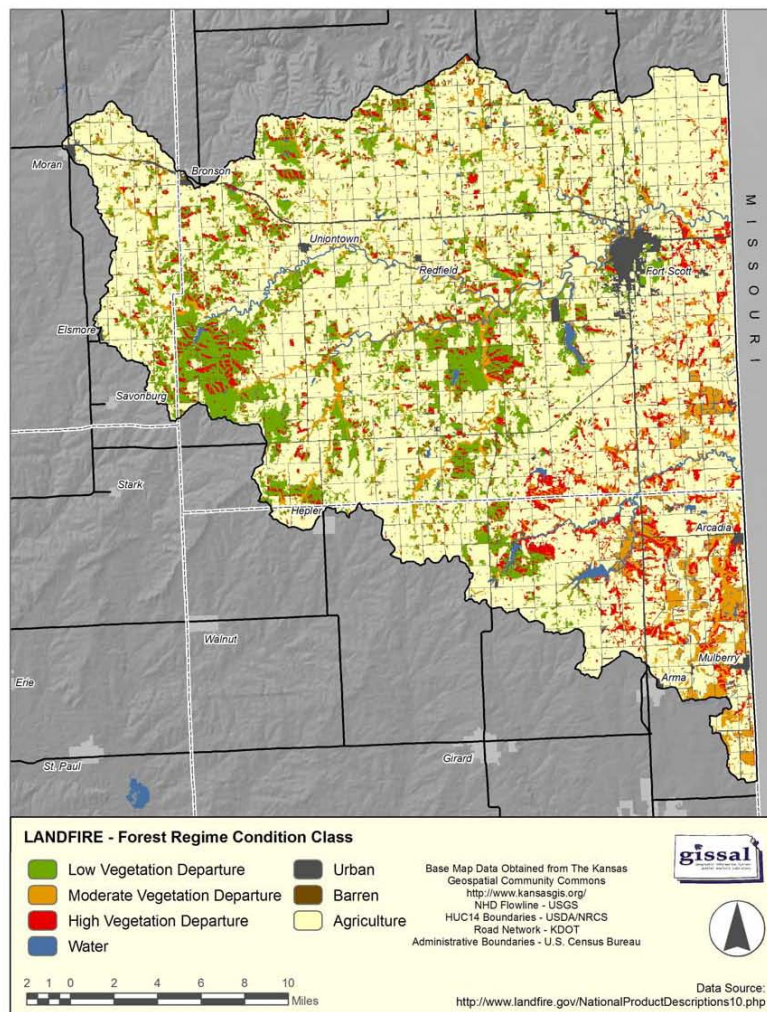 Moran
Bronson
MISSOURI
Uniontown
Redfield
Fort Scott
Elsmore
Savonburg
Stark
Hepler
Arcadia
Walnut
Mulberry
Erie
Arma
St. Paul
Girard
LANDFIRE - Forest Regime Condition Class
Low Vegetation Departure
Moderate Vegetation Departure
High Vegetation Departure
Water
Urban
Barren
Agriculture
Base Map Data Obtained from The Kansas
Geospatial Community Commons
http://www.kansasgis.org/
NHD Flowline - USGS
HUC14 Boundaries - USDA/NRCS
Road Network - KDOT
Administrative Boundaries - U.S. Census Bureau
gissal
2 1 0 2 4 6 8 10
Miles
Data Source:
http://www.landfire.gov/NationalProductDescriptions10.php